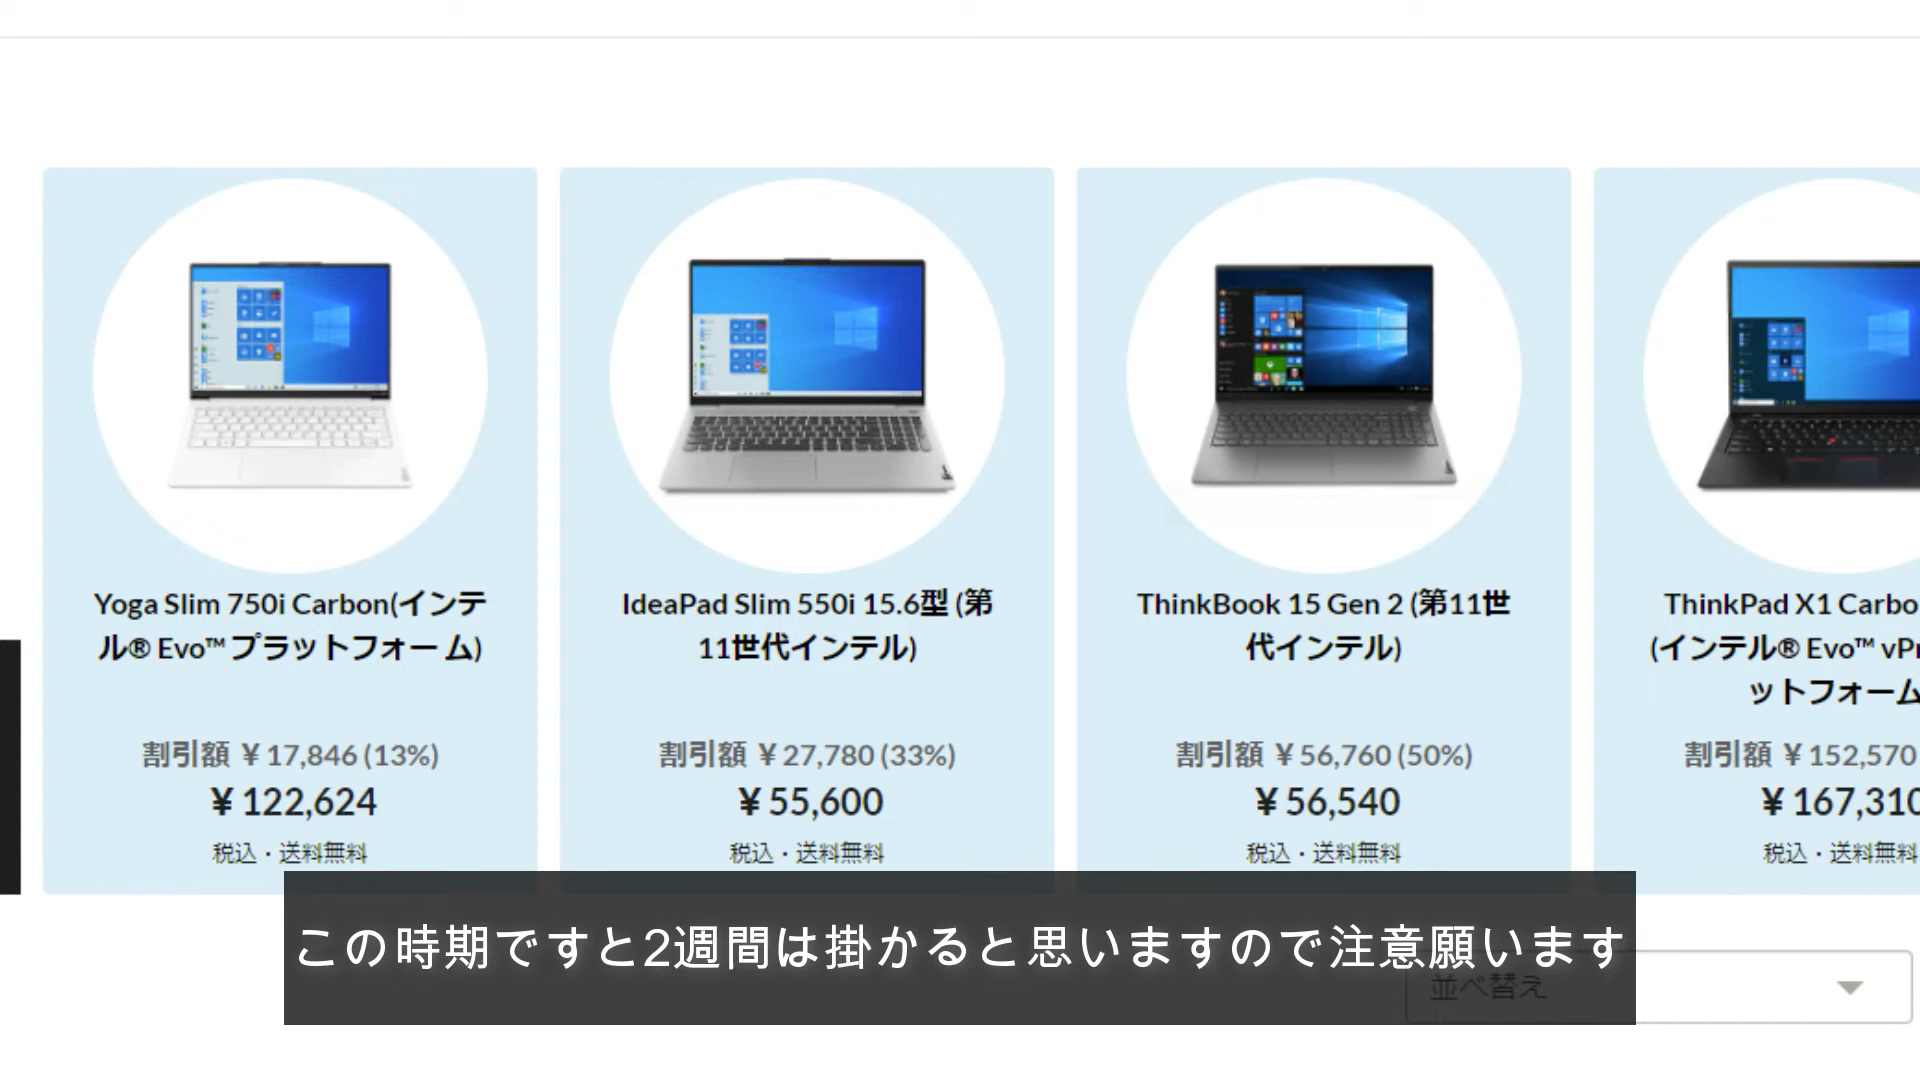 Yoga Slim 750i Carbon(インテ
ル® Evo™ プラットフォーム)
割引額 ￥17,846 (13%)
￥122,624
税込・送料無料
IdeaPad Slim 550i 15.6型 (第
11世代インテル)
割引額 ￥27,780 (33%)
￥55,600
税込・送料無料
ThinkBook 15 Gen 2 (第11世
代インテル)
割引額 ￥56,760 (50%)
￥56,540
税込・送料無料
ThinkPad X1 Carbo
(インテル® Evo™ vPr
ットフォーム
割引額 ￥152,570
￥167,310
税込・送料無料
この時期ですと2週間は掛かると思いますので注意願います
並べ替え